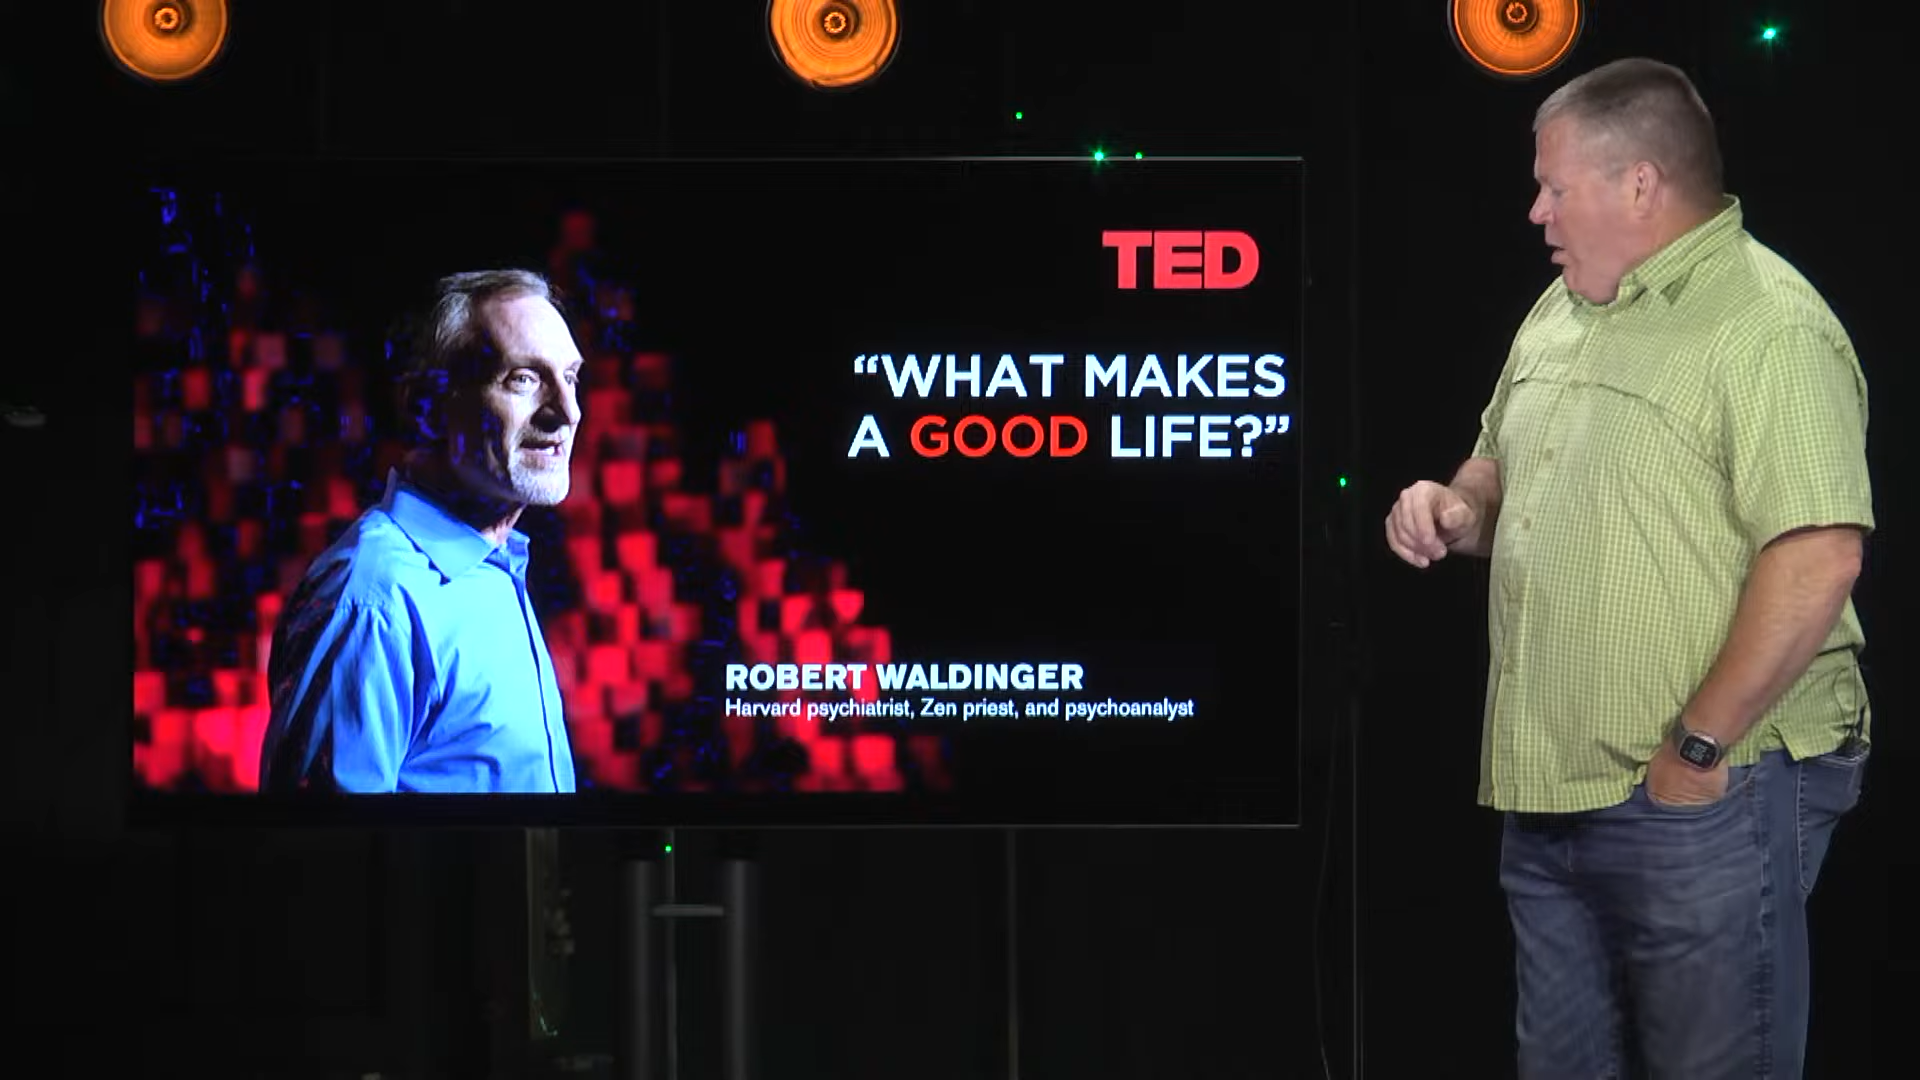 TED
“WHAT MAKES
A GOOD LIFE?”
ROBERT WALDINGER
Harvard psychiatrist, Zen priest, and psychoanalyst